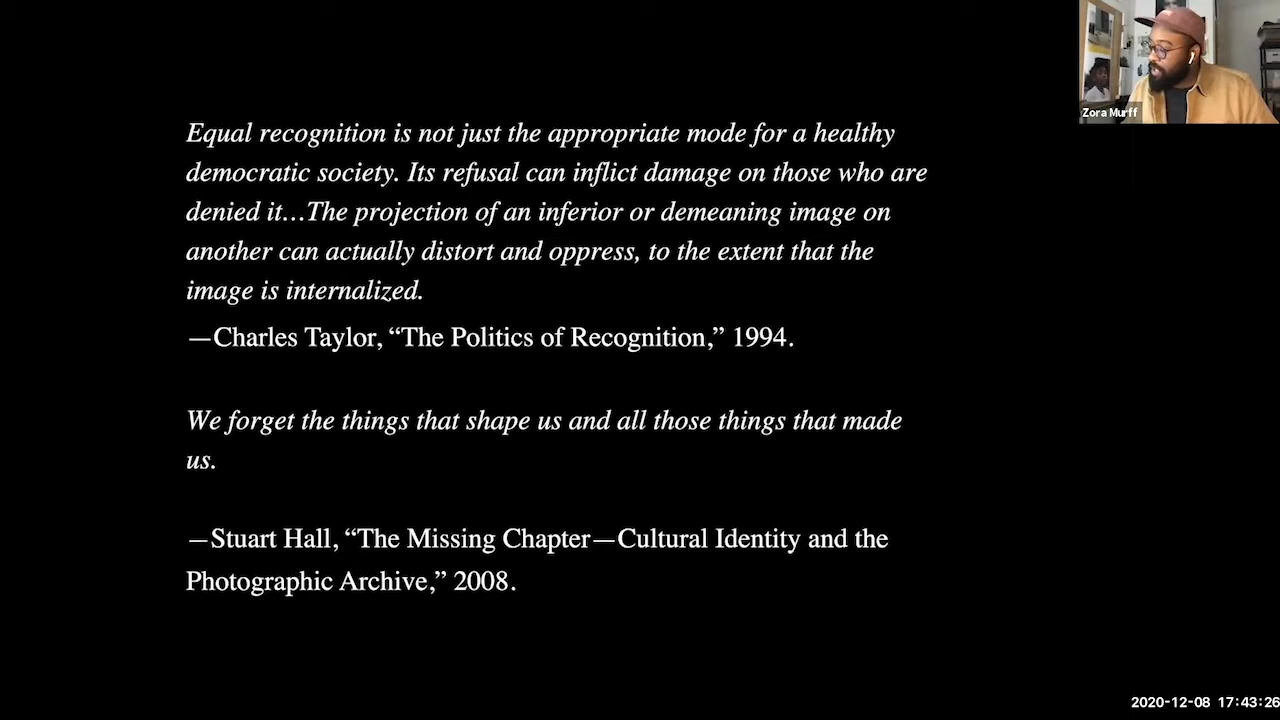 Equal recognition is not just the appropriate mode for a healthy
democratic society. Its refusal can inflict damage on those who are
denied it…The projection of an inferior or demeaning image on
another can actually distort and oppress, to the extent that the
image is internalized.
—Charles Taylor, “The Politics of Recognition,” 1994.
We forget the things that shape us and all those things that made
us.
—Stuart Hall, “The Missing Chapter—Cultural Identity and the
Photographic Archive,” 2008.
Zora Murff
2020-12-08 17:43:26